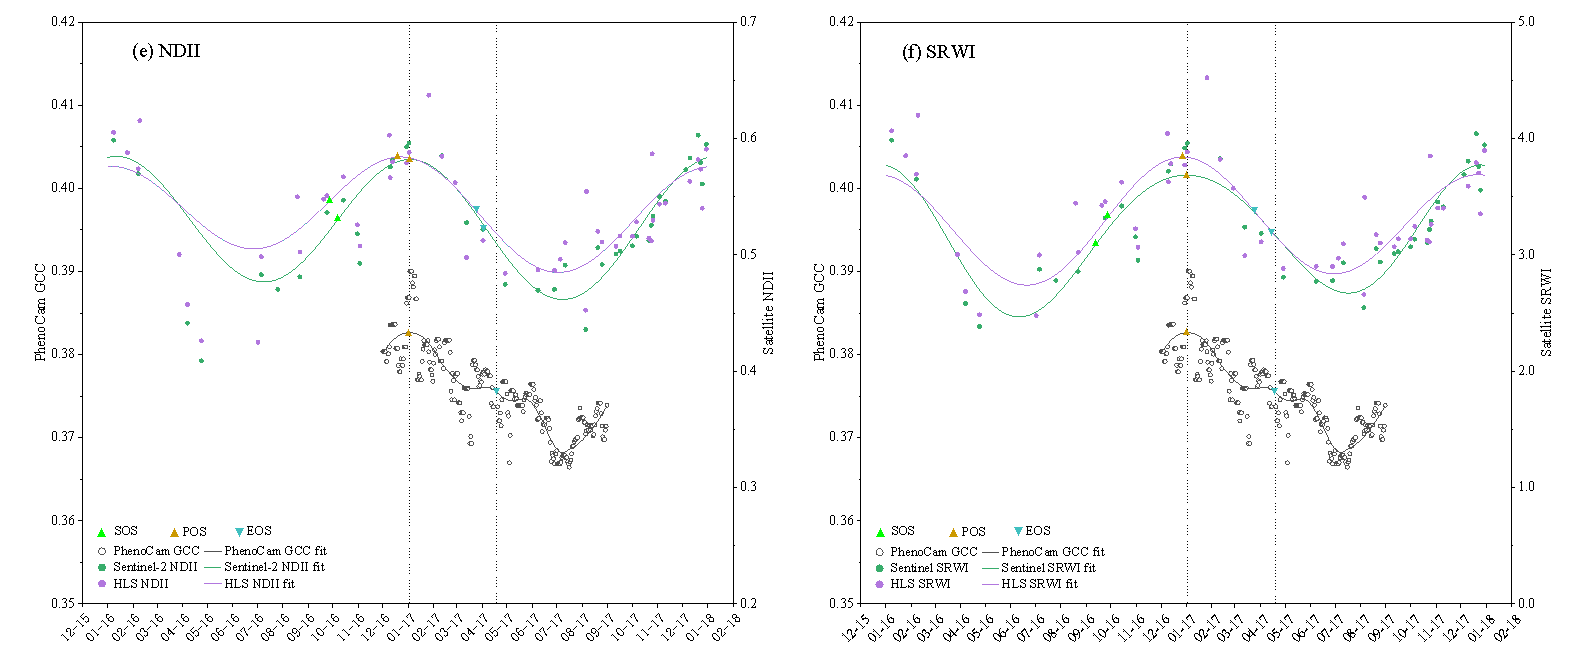 (e) NDII
0.42
0.41
0.40
0.39
0.38
0.37
0.36
0.35
PhenoCam GCC
0.7
0.6
0.5
0.4
0.3
0.2
Satellite NDII
SOS POS EOS
PhenoCam GCC PhenoCam GCC fit
Sentinel-2 NDII Sentinel-2 NDII fit
HLS NDII HLS NDII fit
12-15 01-16 02-16 03-16 04-16 05-16 07-16 08-16 09-16 10-16 11-16 12-16 01-17 02-17 03-17 04-17 05-17 06-17 07-17 08-17 09-17 10-17 11-17 12-17 01-18 02-18
(f) SRWI
0.42
0.41
0.40
0.39
0.38
0.37
0.36
0.35
PhenoCam GCC
5.0
4.0
3.0
2.0
1.0
0.0
Satellite SRWI
SOS POS EOS
PhenoCam GCC PhenoCam GCC fit
Sentinel SRWI Sentinel SRWI fit
HLS SRWI HLS SRWI fit
12-15 01-16 02-16 03-16 04-16 05-16 07-16 08-16 09-16 10-16 11-16 12-16 01-17 02-17 03-17 04-17 05-17 06-17 07-17 08-17 09-17 10-17 11-17 12-17 01-18 02-18